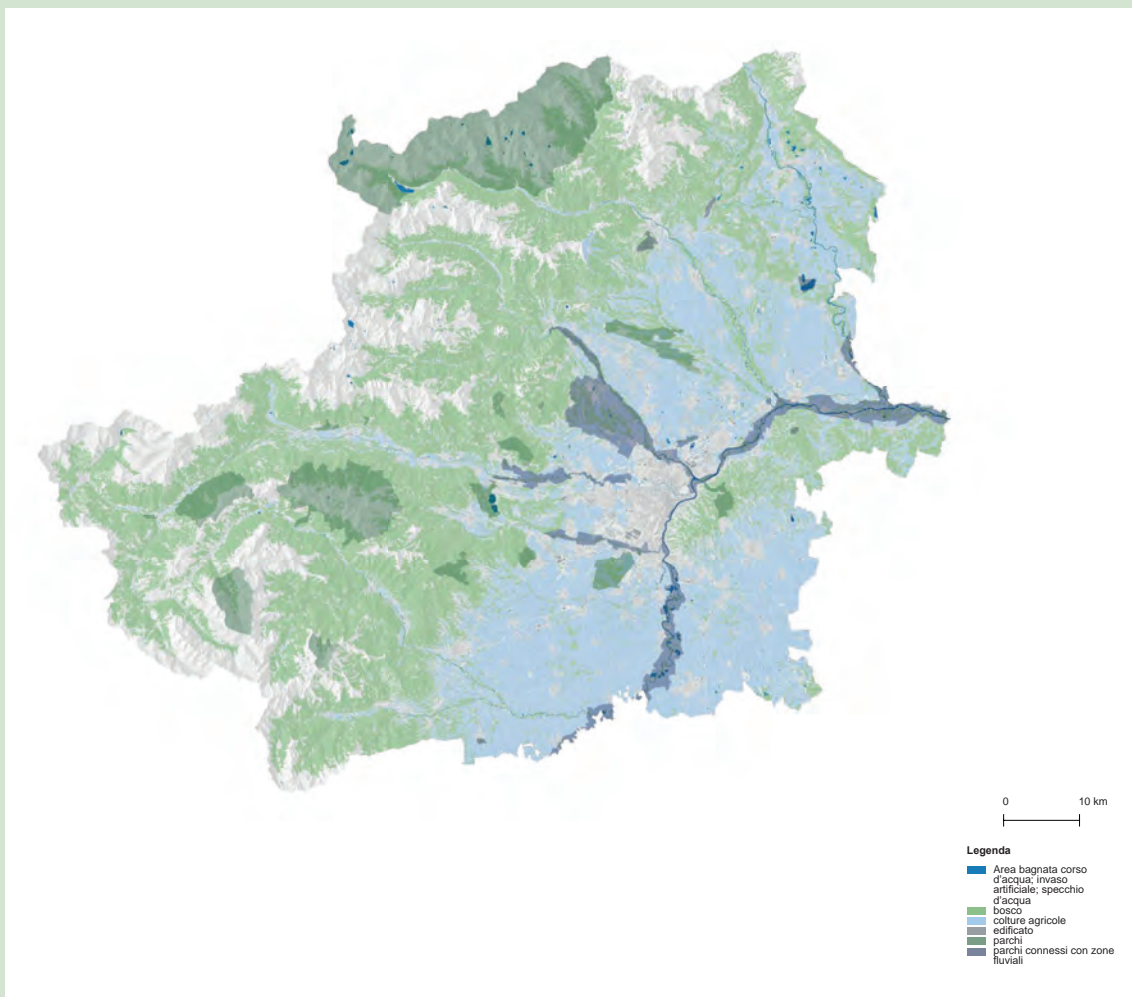 0 10 km
Legenda
Area bagnata corso
d'acqua; invaso
artificiale; specchio
d'acqua
bosco
colture agricole
edificato
parchi
parchi connessi con zone
fluviali